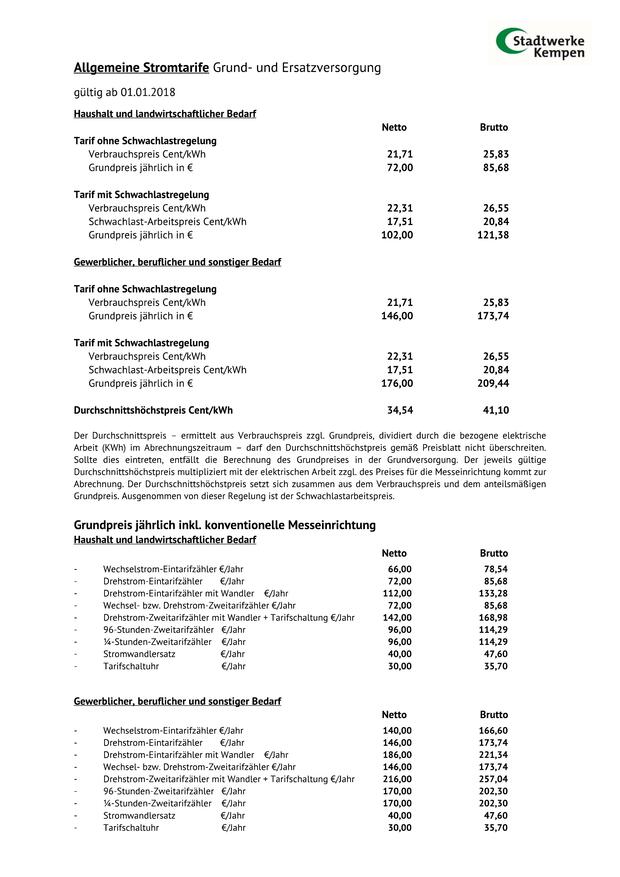 Stadtwerke
Kempen
Allgemeine Stromtarife Grund- und Ersatzversorgung
gültig ab 01.01.2018
Haushalt und landwirtschaftlicher Bedarf
Netto Brutto
Tarif ohne Schwachlastregelung
Verbrauchspreis Cent/kWh 21,71 25,83
Grundpreis jährlich in € 72,00 85,68
Tarif mit Schwachlastregelung
Verbrauchspreis Cent/kWh 22,31 26,55
Schwachlast-Arbeitspreis Cent/kWh 17,51 20,84
Grundpreis jährlich in € 102,00 121,38
Gewerblicher, beruflicher und sonstiger Bedarf
Tarif ohne Schwachlastregelung
Verbrauchspreis Cent/kWh 21,71 25,83
Grundpreis jährlich in € 146,00 173,74
Tarif mit Schwachlastregelung
Verbrauchspreis Cent/kWh 22,31 26,55
Schwachlast-Arbeitspreis Cent/kWh 17,51 20,84
Grundpreis jährlich in € 176,00 209,44
Durchschnittshöchstpreis Cent/kWh 34,54 41,10
Der Durchschnittspreis – ermittelt aus Verbrauchspreis zzgl. Grundpreis, dividiert durch die bezogene elektrische
Arbeit (KWh) im Abrechnungszeitraum – darf den Durchschnittshöchstpreis gemäß Preisblatt nicht überschreiten.
Sollte dies eintreten, entfällt die Berechnung des Grundpreises in der Grundversorgung. Der jeweils gültige
Durchschnittshöchstpreis multipliziert mit der elektrischen Arbeit zzgl. des Preises für die Messeinrichtung kommt zur
Abrechnung. Der Durchschnittshöchstpreis setzt sich zusammen aus dem Verbrauchspreis und dem anteilsmäßigen
Grundpreis. Ausgenommen von dieser Regelung ist der Schwachlastarbeitspreis.
Grundpreis jährlich inkl. konventionelle Messeinrichtung
Haushalt und landwirtschaftlicher Bedarf
Netto Brutto
- Wechselstrom-Eintarifzähler €/Jahr 66,00 78,54
- Drehstrom-Eintarifzähler €/Jahr 72,00 85,68
- Drehstrom-Eintarifzähler mit Wandler €/Jahr 112,00 133,28
- Wechsel- bzw. Drehstrom-Zweitarifzähler €/Jahr 72,00 85,68
- Drehstrom-Zweitarifzähler mit Wandler + Tarifschaltung €/Jahr 142,00 168,98
- 96-Stunden-Zweitarifzähler €/Jahr 96,00 114,29
- ¼-Stunden-Zweitarifzähler €/Jahr 96,00 114,29
- Stromwandlersatz €/Jahr 40,00 47,60
- Tarifschaltuhr €/Jahr 30,00 35,70
Gewerblicher, beruflicher und sonstiger Bedarf
Netto Brutto
- Wechselstrom-Eintarifzähler €/Jahr 140,00 166,60
- Drehstrom-Eintarifzähler €/Jahr 146,00 173,74
- Drehstrom-Eintarifzähler mit Wandler €/Jahr 186,00 221,34
- Wechsel- bzw. Drehstrom-Zweitarifzähler €/Jahr 146,00 173,74
- Drehstrom-Zweitarifzähler mit Wandler + Tarifschaltung €/Jahr 216,00 257,04
- 96-Stunden-Zweitarifzähler €/Jahr 170,00 202,30
- ¼-Stunden-Zweitarifzähler €/Jahr 170,00 202,30
- Stromwandlersatz €/Jahr 40,00 47,60
- Tarifschaltuhr €/Jahr 30,00 35,70